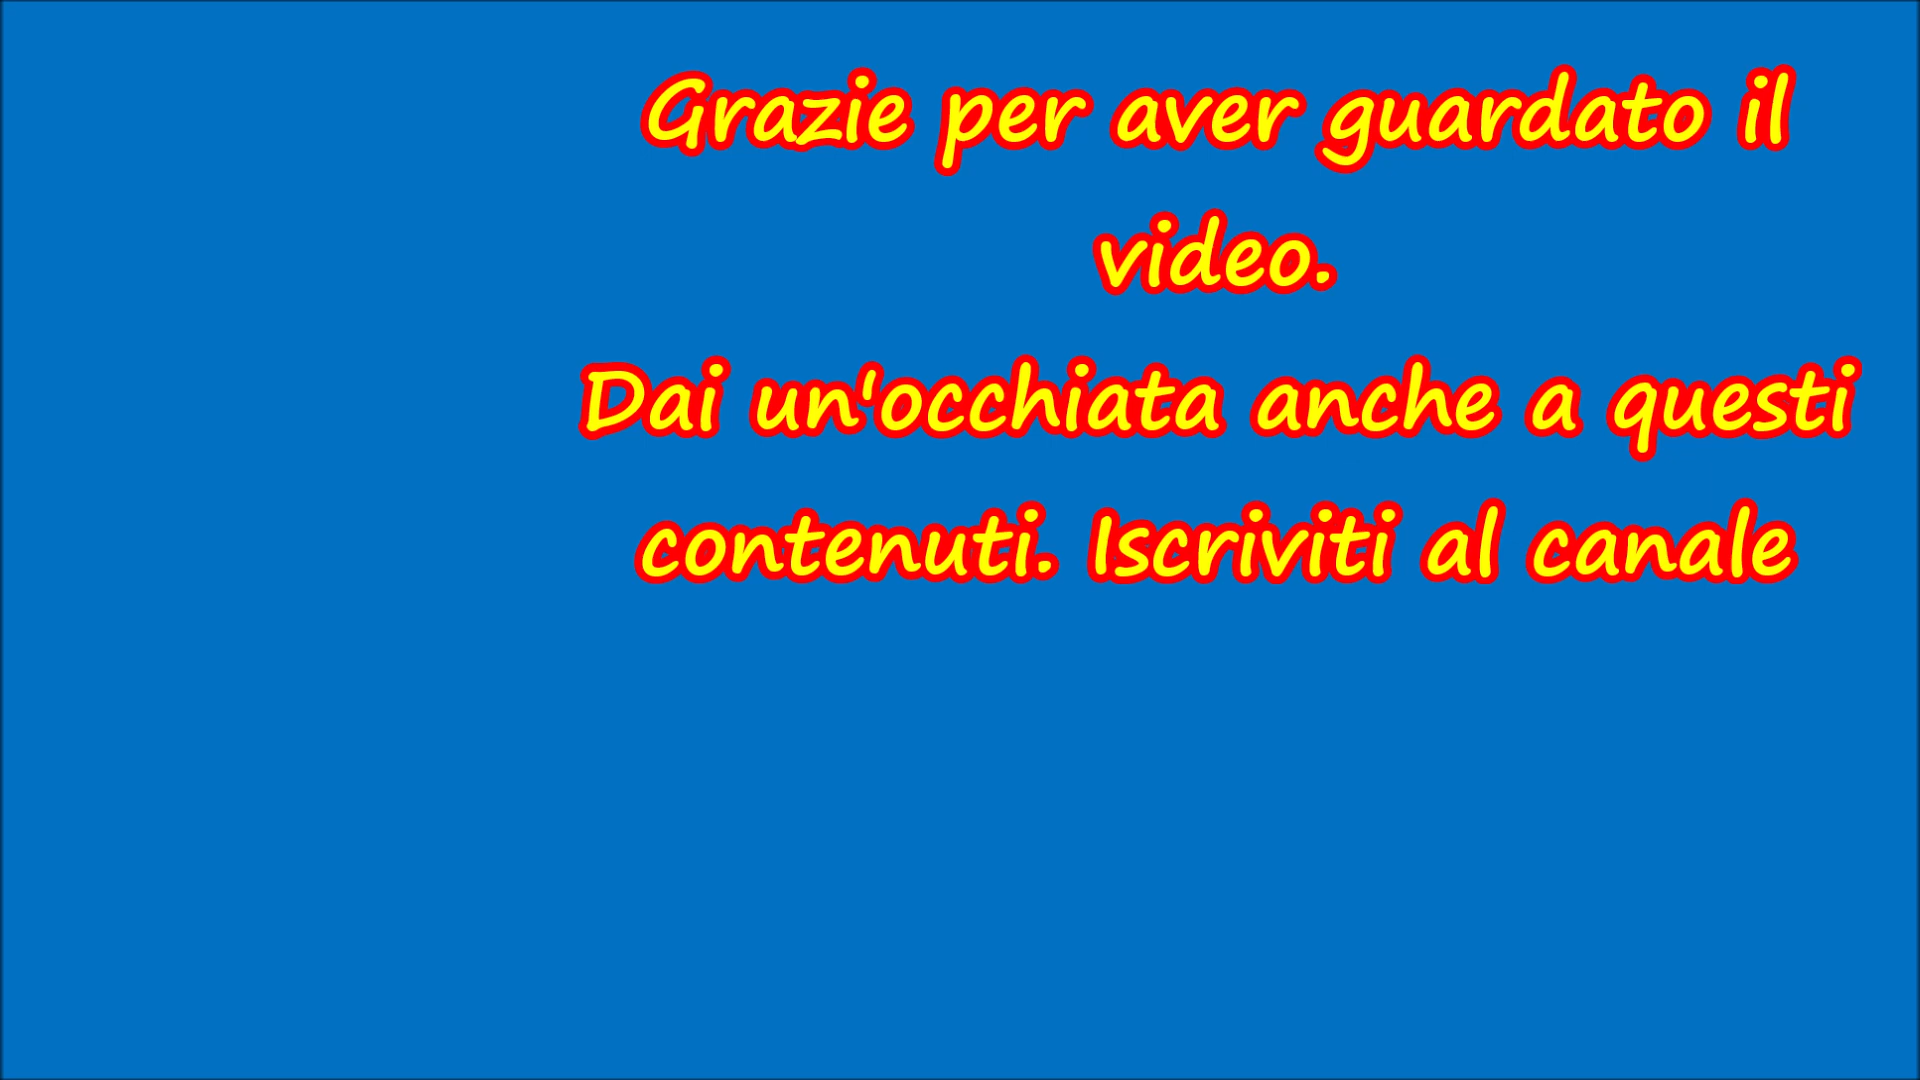 Grazie per aver guardato il
video.
Dai un'occhiata anche a questi
contenuti. Iscriviti al canale